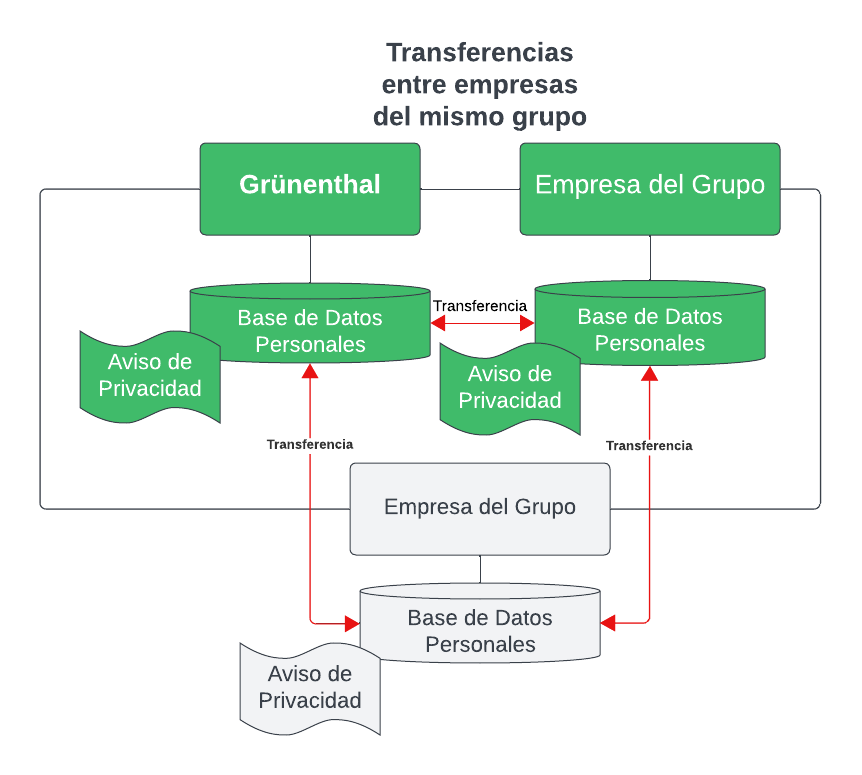 Transferencias
entre empresas
del mismo grupo
Grünenthal
Empresa del Grupo
Transferencia
Base de Datos
Personales
Base de Datos
Personales
Aviso de
Privacidad
Aviso de
Privacidad
Transferencia
Transferencia
Empresa del Grupo
Base de Datos
Personales
Aviso de
Privacidad